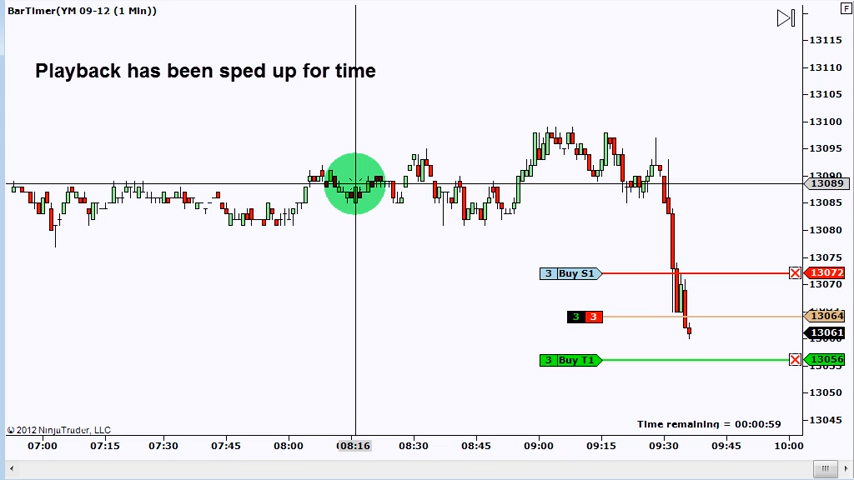 BarTimer(YM 09-12 (1 Min))
F
Playback has been sped up for time
13115
13110
13105
13100
13095
13090
13089
13085
13080
13075
3 Buy S1
13072
13070
3 3
13064
13061
3 Buy T1
13056
13050
13045
© 2012 NinjaTrader, LLC
Time remaining = 00:00:59
07:00 07:15 07:30 07:45 08:00 08:16 08:30 08:45 09:00 09:15 09:30 09:45 10:00